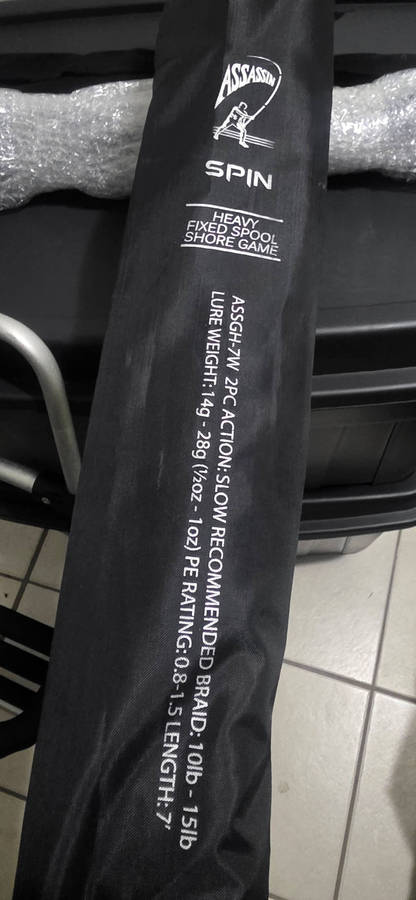 ASSASSIN
SPIN
HEAVY
FIXED SPOOL
SHORE GAME
ASSGH-7W 2PC ACTION: SLOW RECOMMENDED BRAID: 10lb - 15lb
LURE WEIGHT: 14g - 28g (½oz - 1oz) PE RATING: 0.8-1.5 LENGTH: 7'